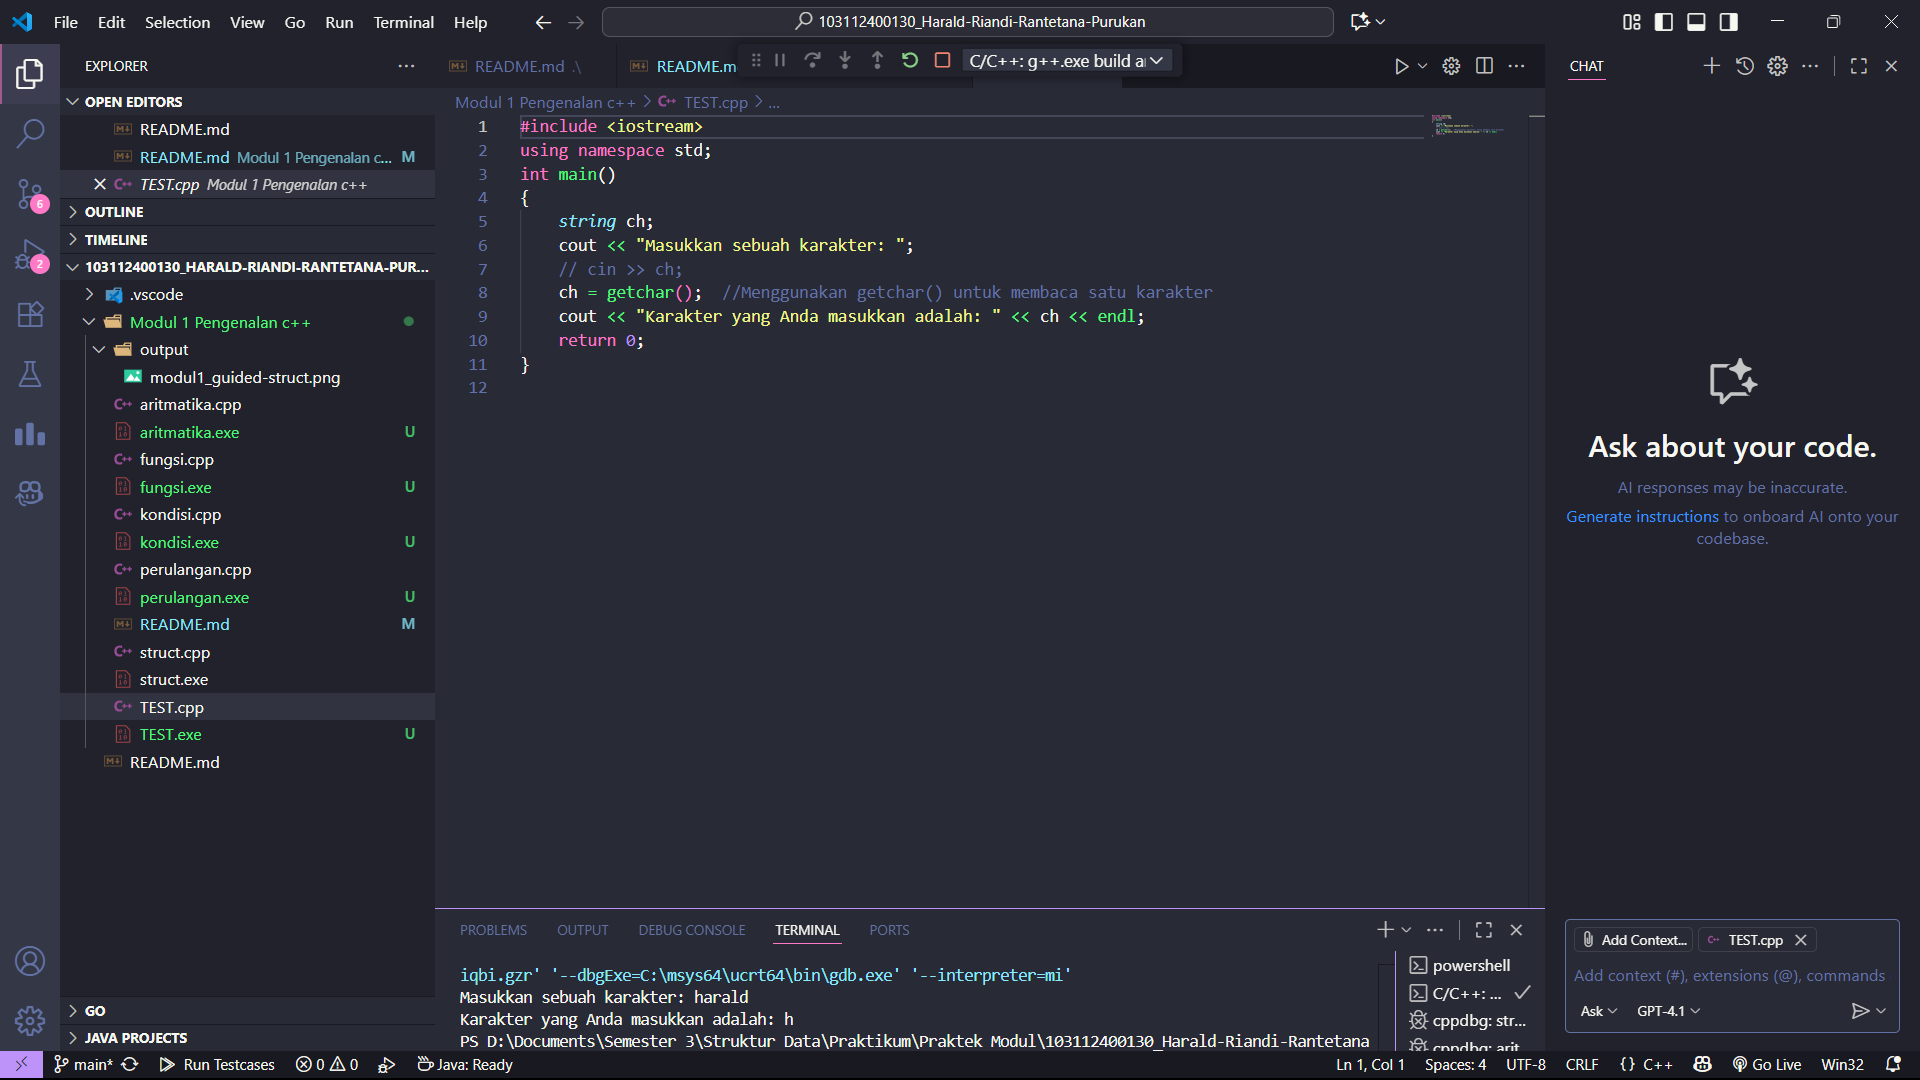 File Edit Selection View Go Run Terminal Help
103112400130_Harald-Riandi-Rantetana-Purukan
EXPLORER
OPEN EDITORS
README.md
README.md Modul 1 Pengenalan c... M
TEST.cpp Modul 1 Pengenalan c++
OUTLINE
TIMELINE
103112400130_HARALD-RIANDI-RANTETANA-PUR...
.vscode
Modul 1 Pengenalan c++
output
modul1_guided-struct.png
aritmatika.cpp
aritmatika.exe U
fungsi.cpp
fungsi.exe U
kondisi.cpp
kondisi.exe U
perulangan.cpp
perulangan.exe U
README.md M
struct.cpp
struct.exe
TEST.cpp
TEST.exe U
README.md
GO
JAVA PROJECTS
6
2
README.md .\
README.m
C/C++: g++.exe build a
Modul 1 Pengenalan c++ > TEST.cpp > ...
1 #include <iostream>
2 using namespace std;
3 int main()
4 {
5 string ch;
6 cout << "Masukkan sebuah karakter: ";
7 // cin >> ch;
8 ch = getchar(); //Menggunakan getchar() untuk membaca satu karakter
9 cout << "Karakter yang Anda masukkan adalah: " << ch << endl;
10 return 0;
11 }
12
PROBLEMS OUTPUT DEBUG CONSOLE TERMINAL PORTS
iqbi.gzr' '--dbgExe=C:\msys64\ucrt64\bin\gdb.exe' '--interpreter=mi'
Masukkan sebuah karakter: harald
Karakter yang Anda masukkan adalah: h
PS D:\Documents\Semester 3\Struktur Data\Praktikum\Praktek Modul\103112400130_Harald-Riandi-Rantetana
powershell
C/C++: ...
cppdbg: str...
cppdbg: arit
CHAT
Ask about your code.
AI responses may be inaccurate.
Generate instructions to onboard AI onto your
codebase.
Add Context... TEST.cpp
Add context (#), extensions (@), commands
Ask GPT-4.1
main* Run Testcases 0 0 Java: Ready
Ln 1, Col 1 Spaces: 4 UTF-8 CRLF {} C++ Go Live Win32